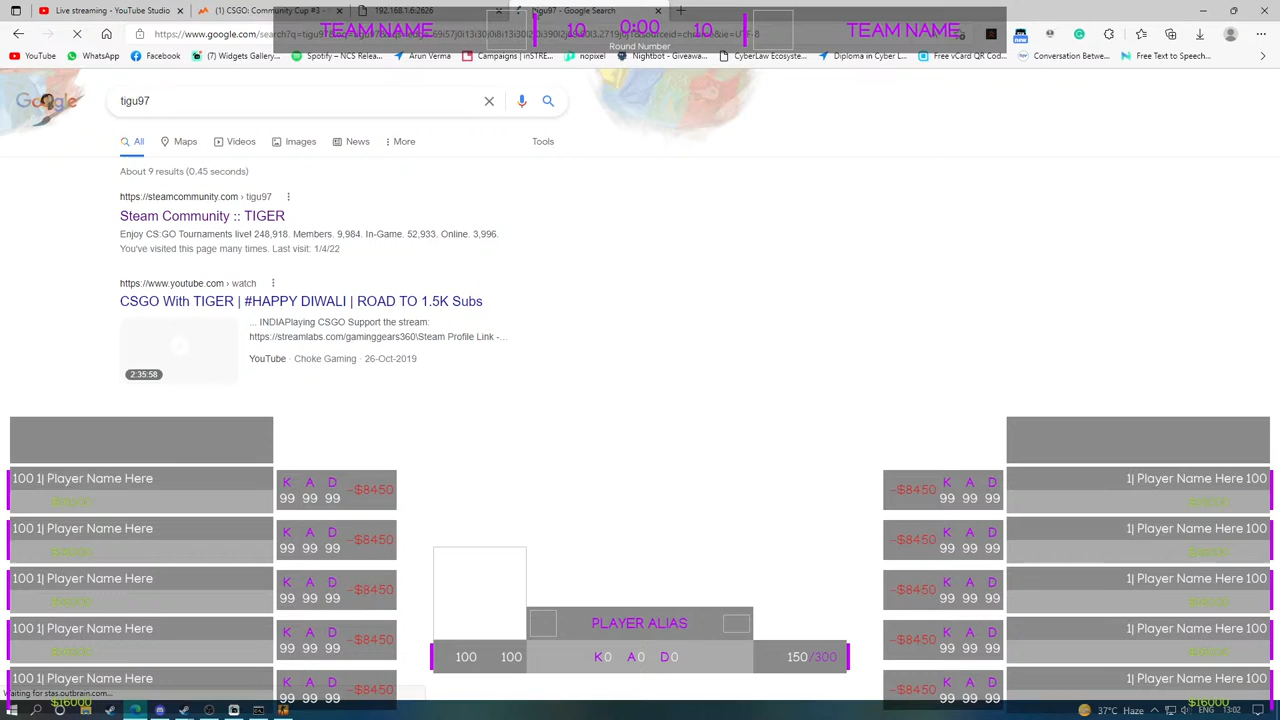 Live streaming - YouTube Studio
(1) CSGO: Community Cup #3 -
192.168.1.6:2626
tigu97 - Google Search
TEAM NAME
10
0:00
10
TEAM NAME
Round Number
YouTube
WhatsApp
Facebook
(7) Widgets Gallery...
Spotify – NCS Relea...
Arun Verma
Campaigns | inSTRE...
Nightbot - Giveaway
CyberLaw Ecosyste...
Diploma in Cyber L...
Free vCard QR Cod...
Conversation Betwe...
Free Text to Speech...
Google
tigu97
All
Maps
Videos
Images
News
More
Tools
About 9 results (0.45 seconds)
https://steamcommunity.com › tigu97
Steam Community :: TIGER
Enjoy CS:GO Tournaments live! 248,918. Members. 9,984. In-Game. 52,933. Online. 3,996.
You've visited this page many times. Last visit: 1/4/22
https://www.youtube.com › watch
CSGO With TIGER | #HAPPY DIWALI | ROAD TO 1.5K Subs
... INDIAPlaying CSGO Support the stream:
https://streamlabs.com/gaminggears360\Steam Profile Link -...
YouTube · Choke Gaming · 26-Oct-2019
2:35:58
100 1| Player Name Here
K A D
99 99 99
-$8450
100 1| Player Name Here
K A D
99 99 99
-$8450
100 1| Player Name Here
K A D
99 99 99
-$8450
100 1| Player Name Here
K A D
99 99 99
-$8450
100 1| Player Name Here
$16000
K A D
99 99 99
-$8450
PLAYER ALIAS
100 100
K0 A0 D0
150/300
-$8450
K A D
99 99 99
1| Player Name Here 100
-$8450
K A D
99 99 99
1| Player Name Here 100
-$8450
K A D
99 99 99
1| Player Name Here 100
-$8450
K A D
99 99 99
1| Player Name Here 100
-$8450
K A D
99 99 99
1| Player Name Here 100
$16000
Waiting for stas.outbrain.com...
37°C Haze
ENG
13:02